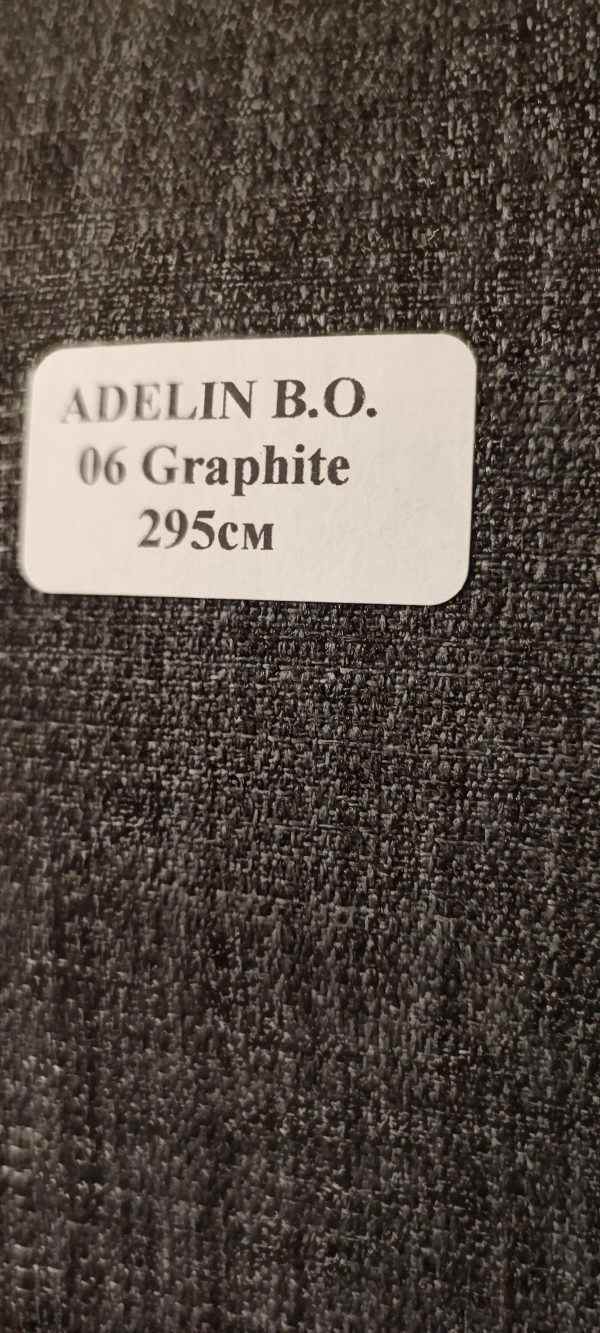 ADELIN B.O.
06 Graphite
295см